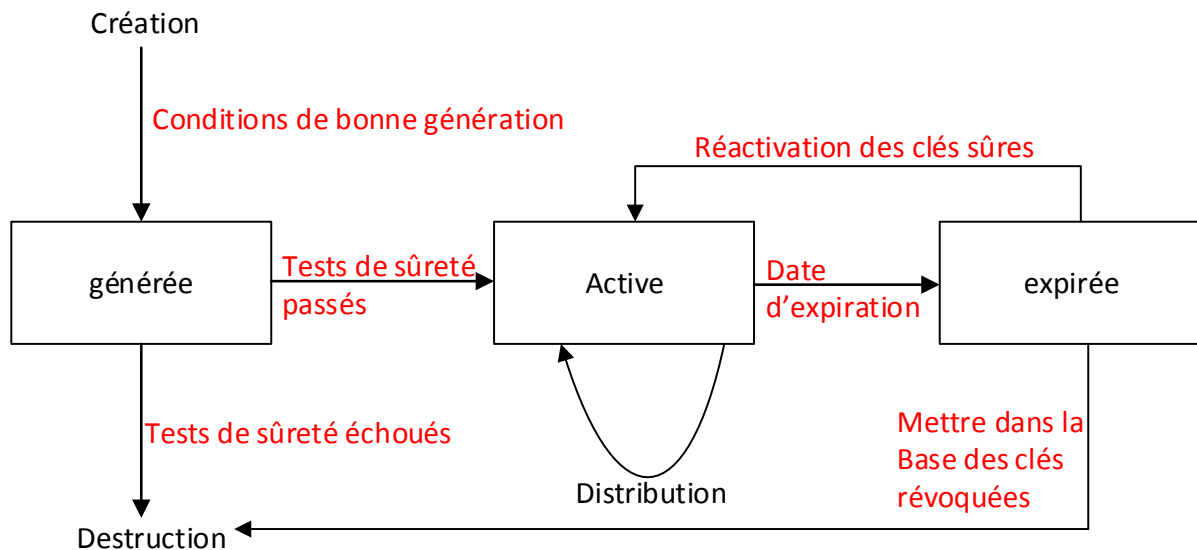 Création
Conditions de bonne génération
Réactivation des clés sûres
générée
Tests de sûreté
passés
Active
Date
d’expiration
expirée
Tests de sûreté échoués
Mettre dans la
Base des clés
révoquées
Distribution
Destruction